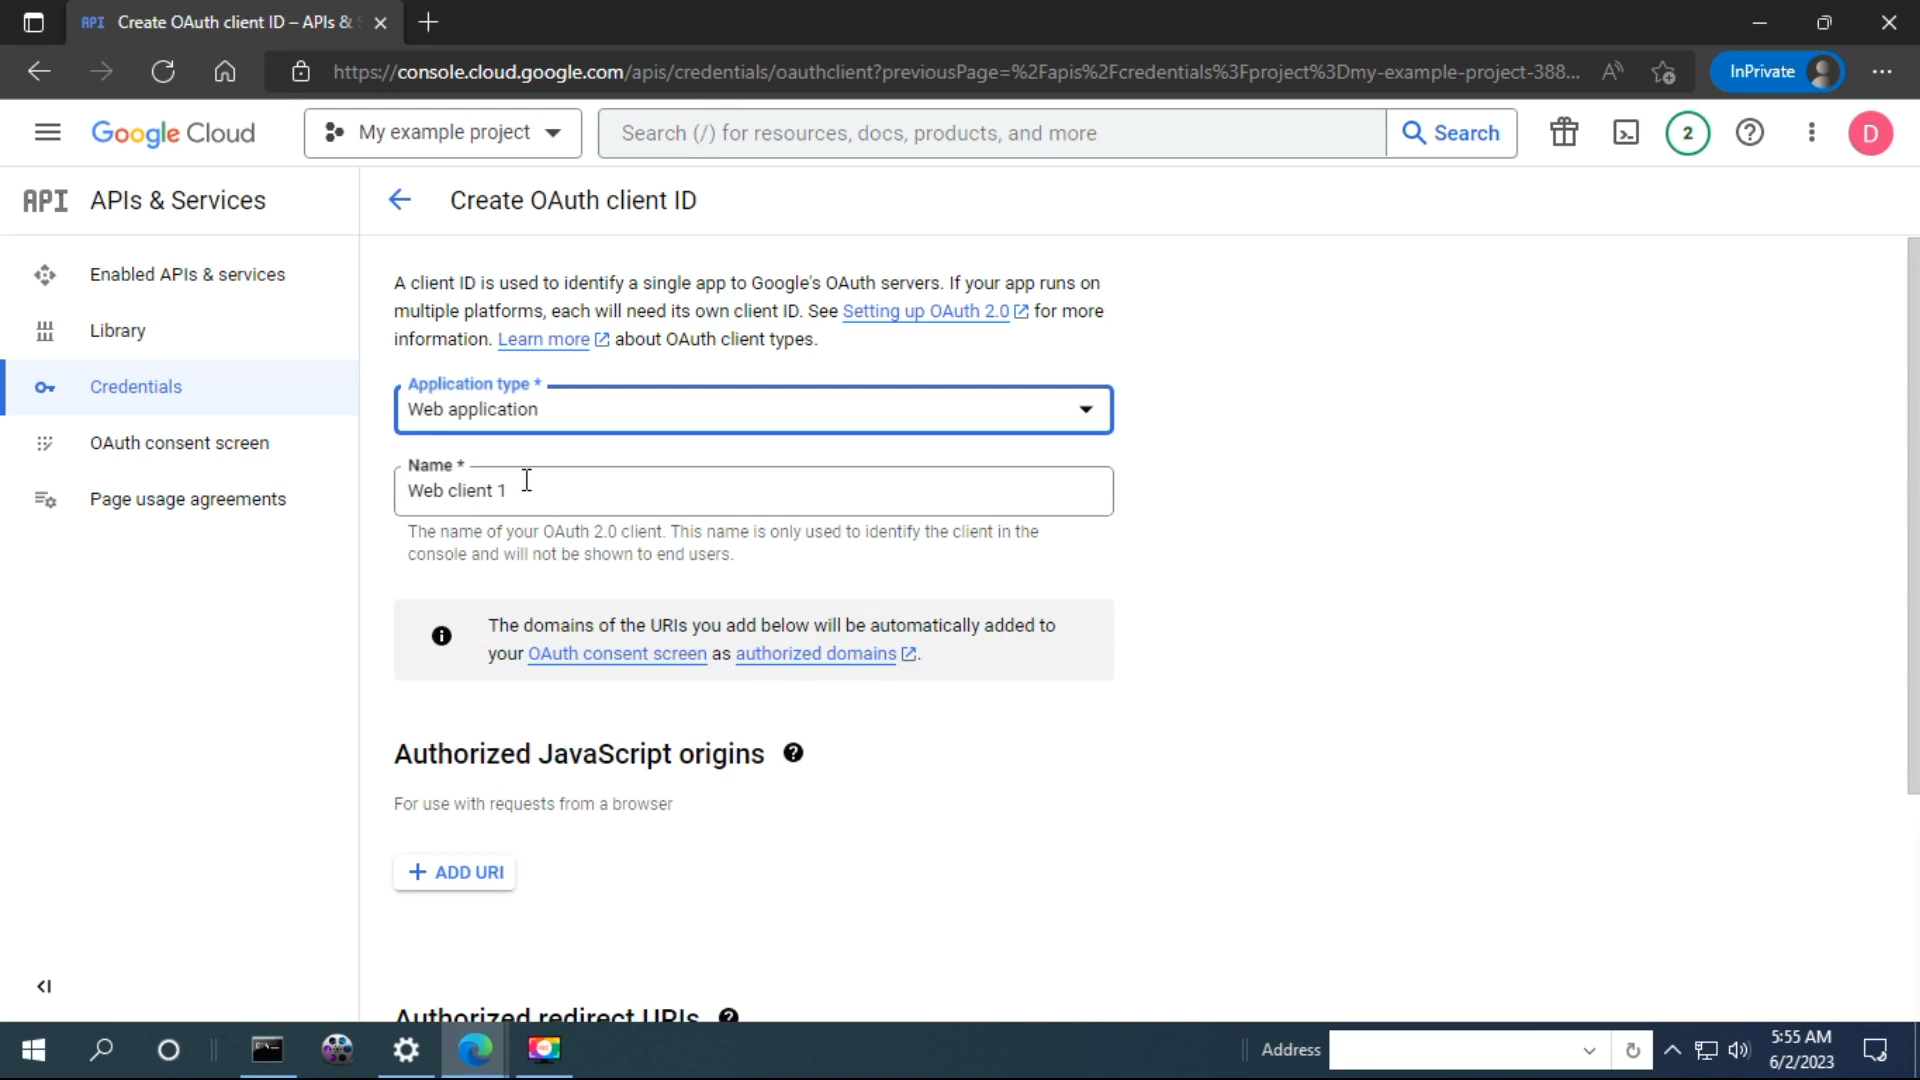 Create OAuth client ID – APIs &
https://console.cloud.google.com/apis/credentials/oauthclient?previousPage=%2Fapis%2Fcredentials%3Fproject%3Dmy-example-project-388...
InPrivate
Google Cloud
My example project
Search (/) for resources, docs, products, and more
Search
2
D
API APIs & Services
Create OAuth client ID
Enabled APIs & services
Library
Credentials
OAuth consent screen
Page usage agreements
A client ID is used to identify a single app to Google's OAuth servers. If your app runs on
multiple platforms, each will need its own client ID. See Setting up OAuth 2.0 for more
information. Learn more about OAuth client types.
Application type *
Web application
Name *
Web client 1
The name of your OAuth 2.0 client. This name is only used to identify the client in the
console and will not be shown to end users.
The domains of the URIs you add below will be automatically added to
your OAuth consent screen as authorized domains.
Authorized JavaScript origins
For use with requests from a browser
+ ADD URI
Authorized redirect URIs
Address
5:55 AM
6/2/2023